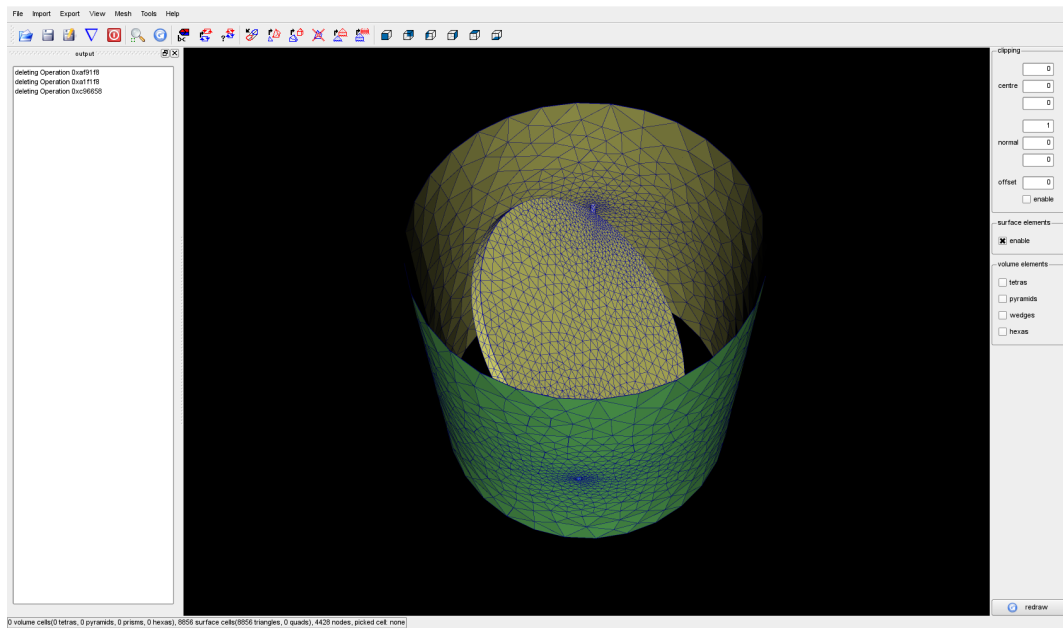 File Import Export View Mesh Tools Help
output
deleting Operation 0xaf91f8
deleting Operation 0xa1f1f8
deleting Operation 0xc96658
clipping
0
centre 0
0
1
normal 0
0
offset 0
enable
surface elements
enable
volume elements
tetras
pyramids
wedges
hexas
redraw
0 volume cells(0 tetras, 0 pyramids, 0 prisms, 0 hexas), 8856 surface cells(8856 triangles, 0 quads), 4428 nodes, picked cell: none